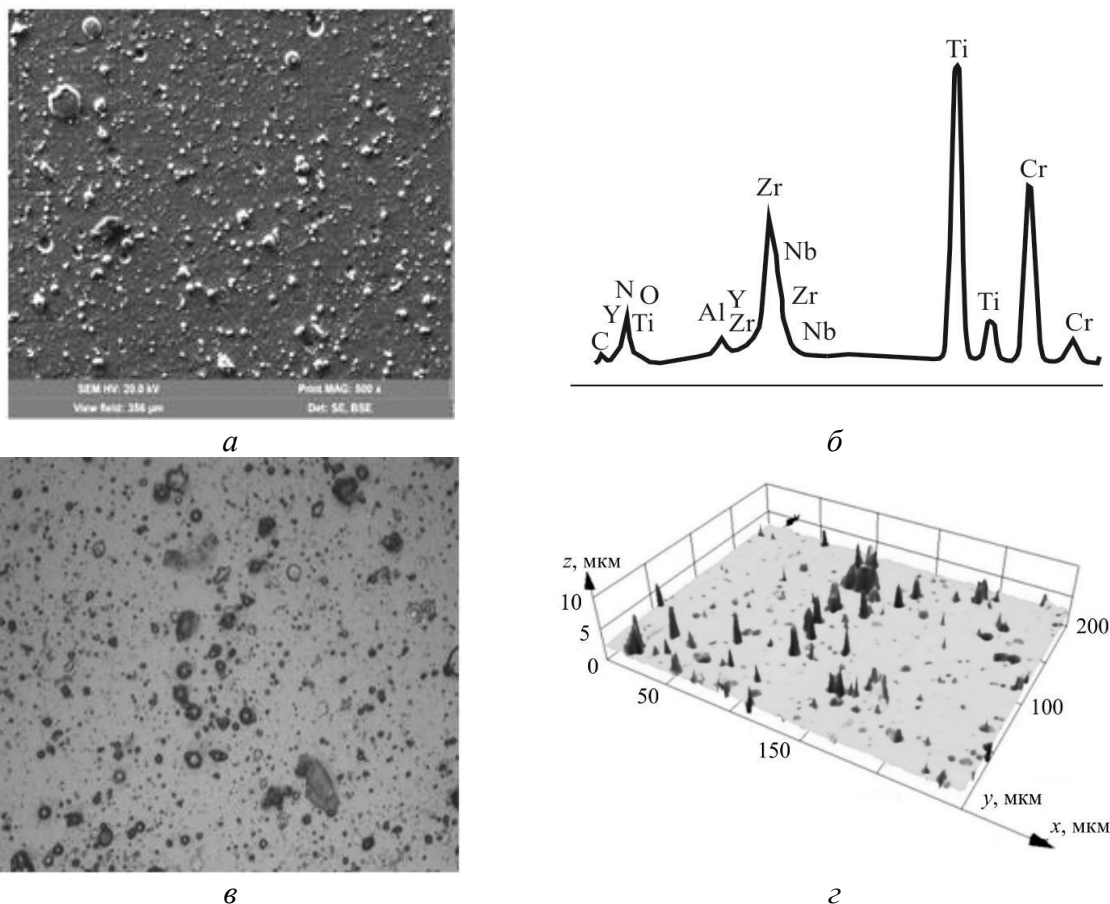 SEM HV: 20.0 kV
Print MAG: 500 x
View field: 356 μm
Det: SE, BSE
а
Ti
Cr
Zr
Nb
N O
Y
Ti
C
Al
Y
Zr
Zr
Nb
Ti
Cr
б
в
z, мкм
10
5
0
50
150
200
100
y, мкм
x, мкм
г